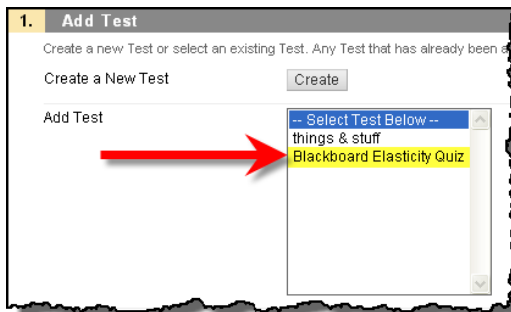 1. Add Test
Create a new Test or select an existing Test. Any Test that has already been
Create a New Test
Create
Add Test
-- Select Test Below --
things & stuff
Blackboard Elasticity Quiz